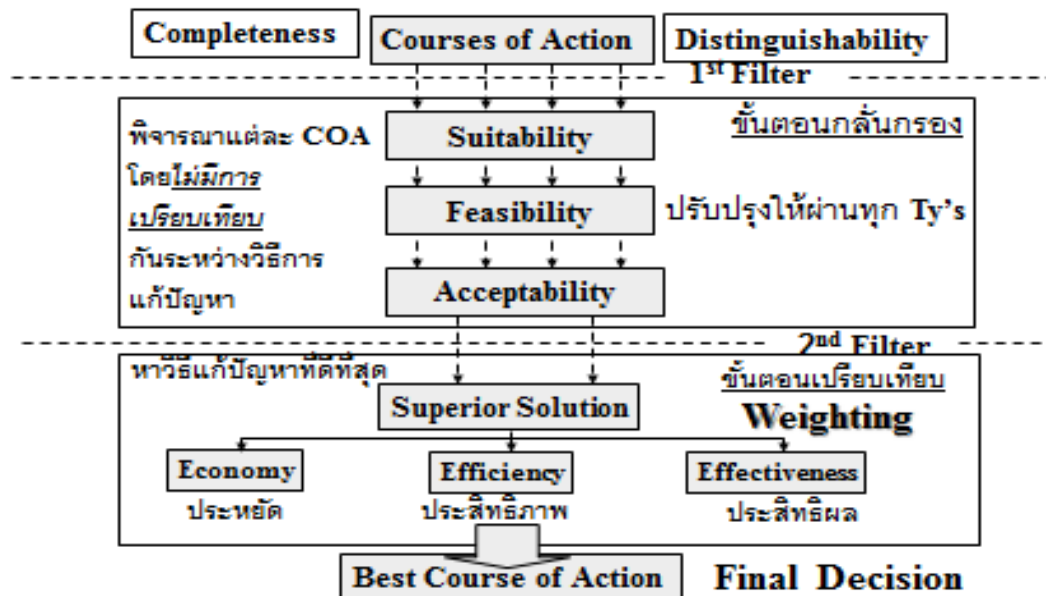 Completeness
Courses of Action
Distinguishability
1st Filter
พิจารณาแต่ละ COA
โดยไม่มีการ
เปรียบเทียบ
กันระหว่างวิธีการ
แก้ปัญหา
Suitability
Feasibility
Acceptability
ขั้นตอนกลั่นกรอง
ปรับปรุงให้ผ่านทุก Ty's
2nd Filter
หาวิธีแก้ปัญหาที่ดีที่สุด
ขั้นตอนเปรียบเทียบ
Superior Solution
Weighting
Economy
Efficiency
Effectiveness
ประหยัด
ประสิทธิภาพ
ประสิทธิผล
Best Course of Action
Final Decision